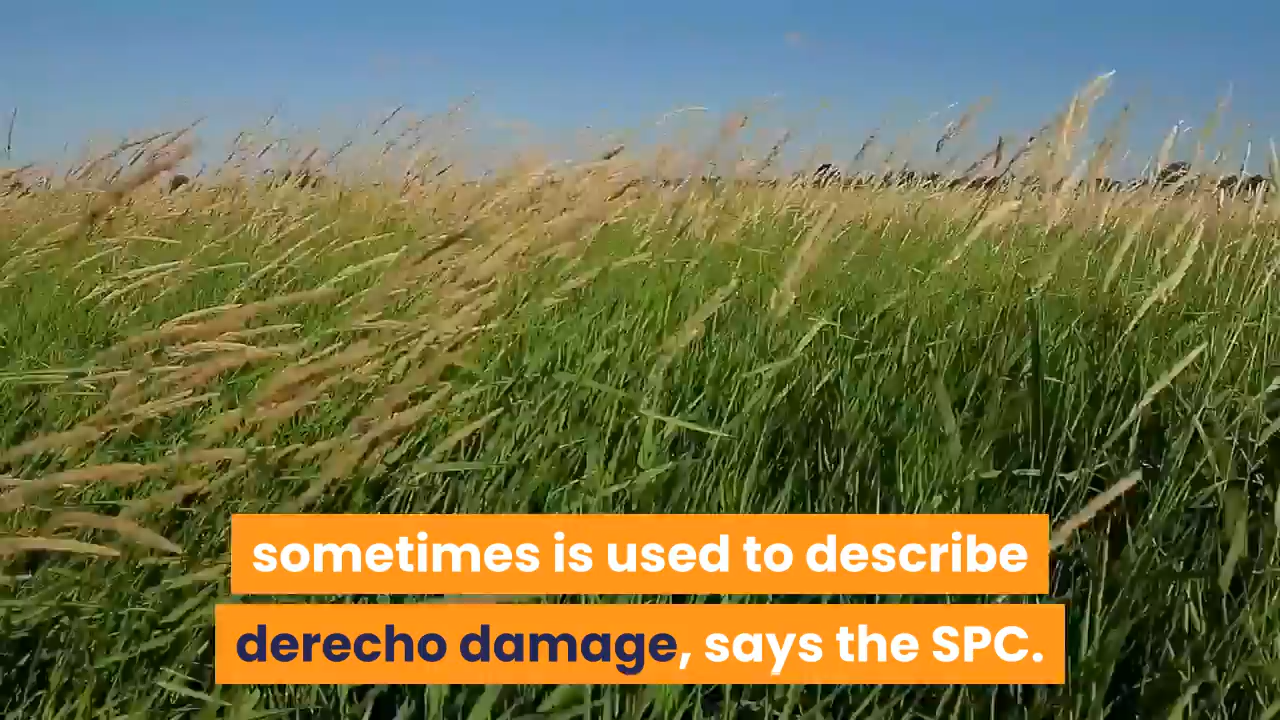 sometimes is used to describe
derecho damage, says the SPC.